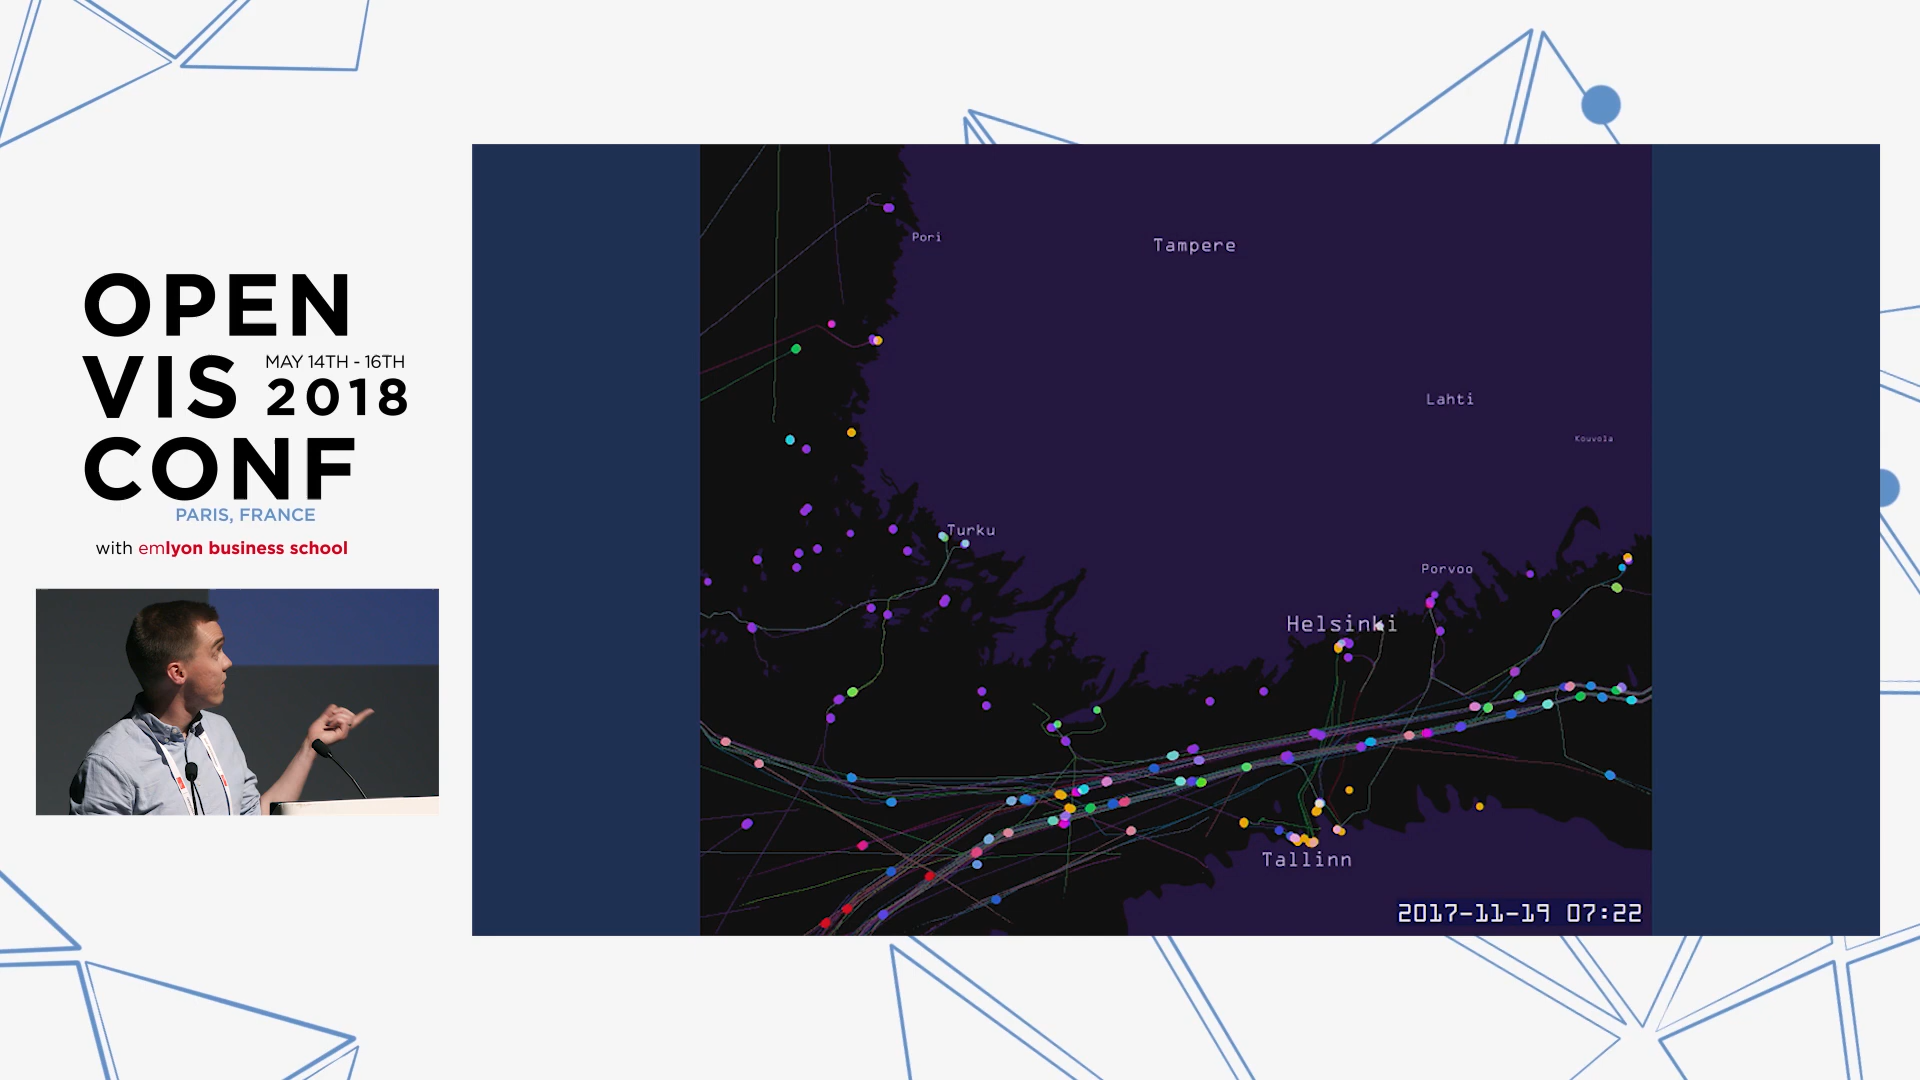 OPEN
VIS
MAY 14TH - 16TH
2018
CONF
PARIS, FRANCE
with emlyon business school
Pori
Tampere
Lahti
Kouvola
Turku
Porvoo
Helsinki
Tallinn
2017-11-19 07:22